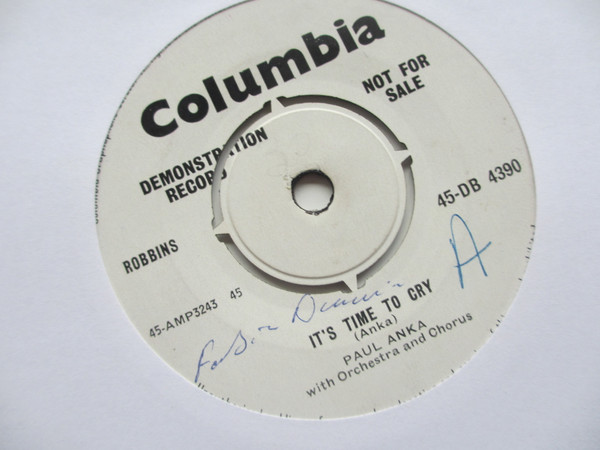 Columbia
NOT FOR
SALE
DEMONSTRATION
RECORD
45-DB 4390
ROBBINS
A
45-AMP3243 45
IT'S TIME TO CRY
(Anka)
PAUL ANKA
with Orchestra and Chorus